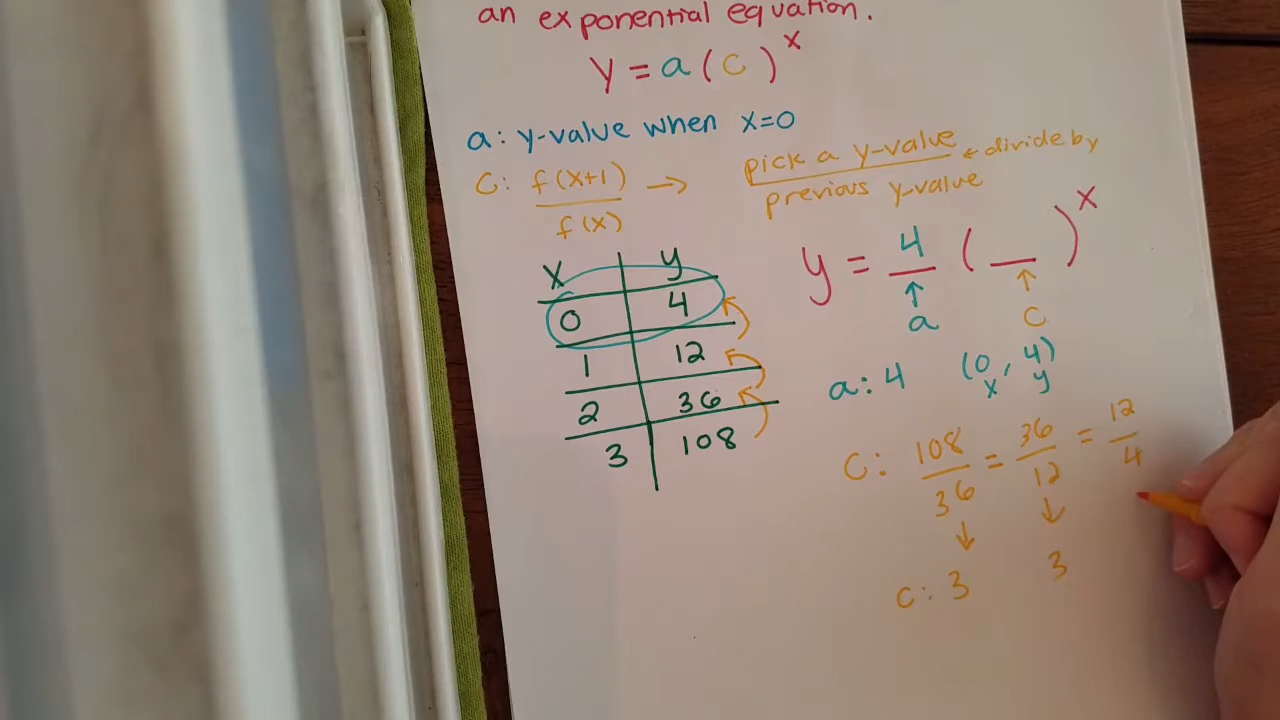 an exponential equation.
y = a ( c )^x
a: y-value when x=0
C: f(x+1) / f(x) → pick a y-value / previous y-value ← divide by
y = 4 ( _ )^x
↑ ↑
a C
x | y
0 | 4
1 | 12
2 | 36
3 | 108
a: 4 (0, 4)
x y
C: 108/36 = 36/12 = 12/4
↓ ↓
C: 3 3